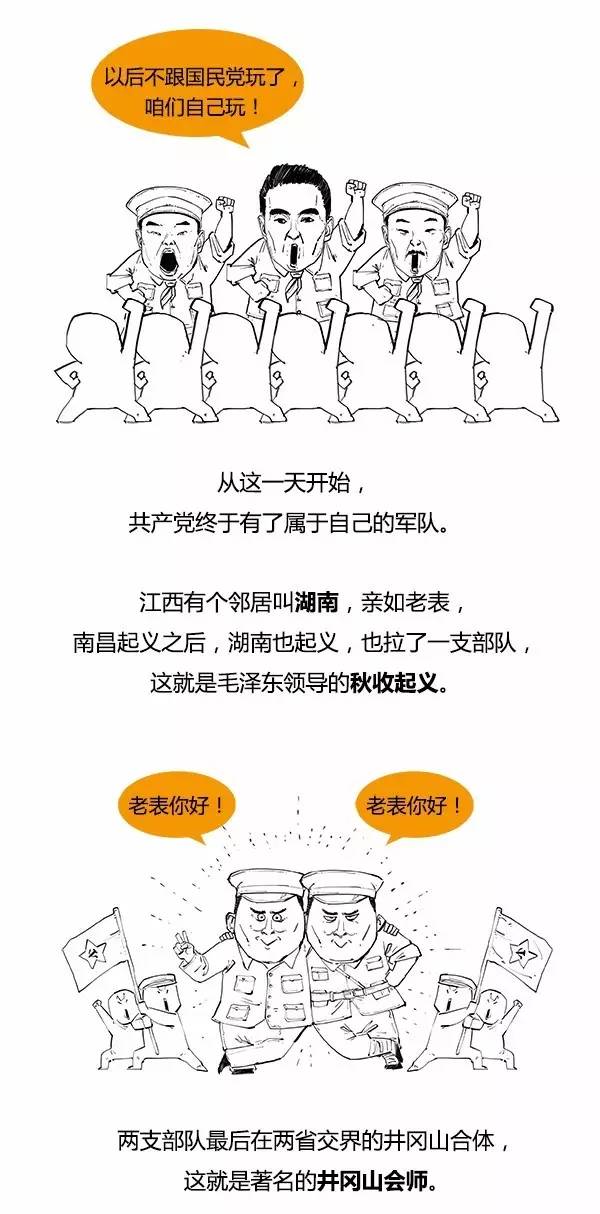 以后不跟国民党玩了，
咱们自己玩！
从这一天开始，
共产党终于有了属于自己的军队。
江西有个邻居叫湖南，亲如老表，
南昌起义之后，湖南也起义，也拉了一支部队，
这就是毛泽东领导的秋收起义。
老表你好！
老表你好！
两支部队最后在两省交界的井冈山合体，
这就是著名的井冈山会师。